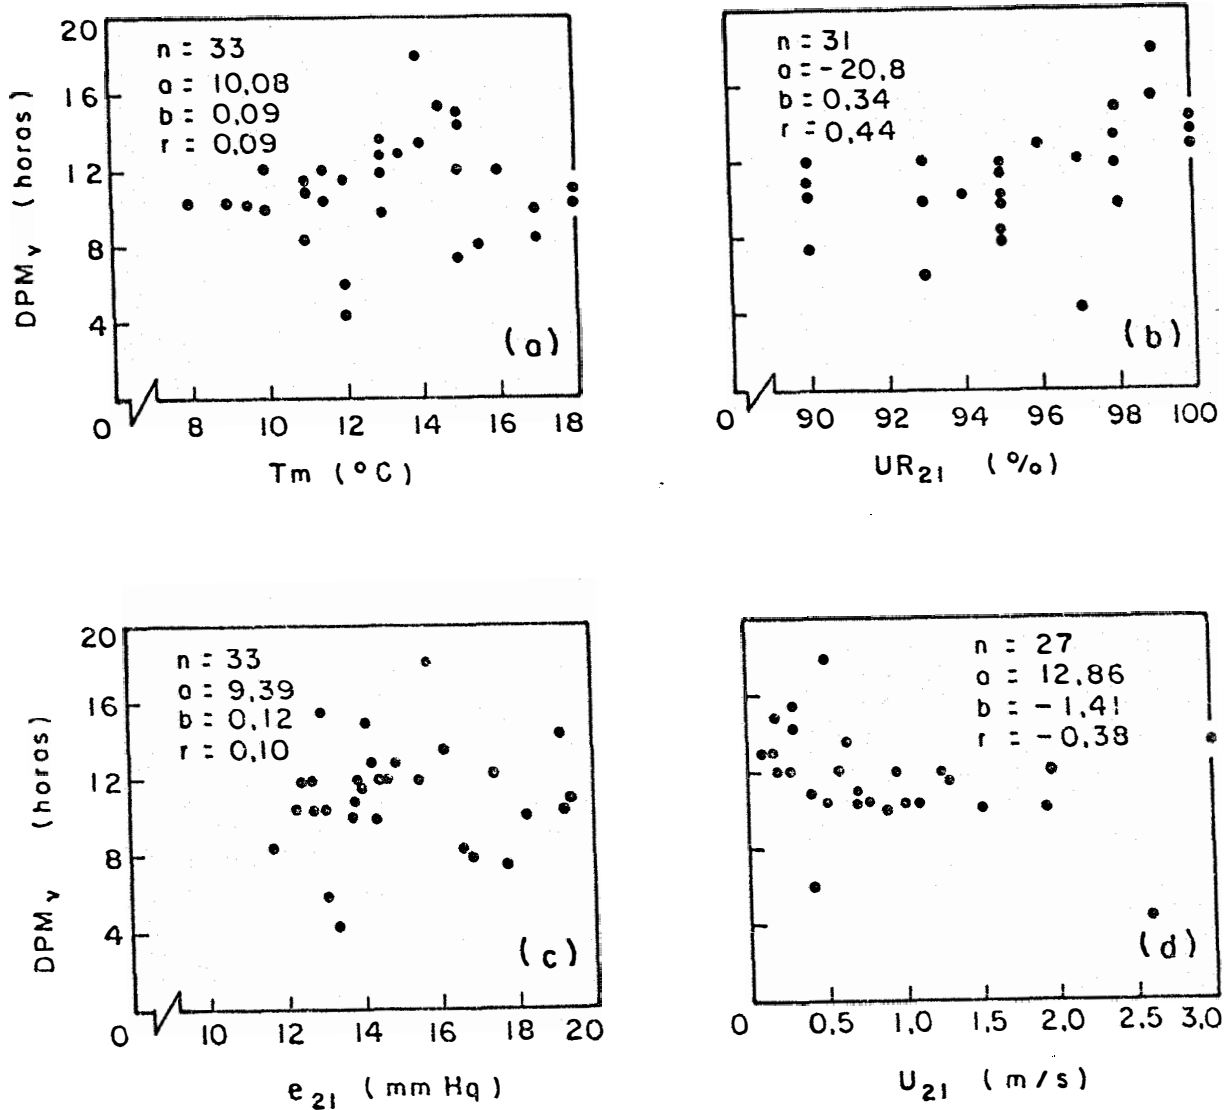 20
16
12
8
4
DPMv (horas)
n = 33
a = 10,08
b = 0,09
r = 0,09
(a)
0 8 10 12 14 16 18
Tm (°C)
n = 31
a = -20,8
b = 0,34
r = 0,44
(b)
0 90 92 94 96 98 100
UR21 (%)
20
16
12
8
4
DPMv (horas)
n = 33
a = 9,39
b = 0,12
r = 0,10
(c)
0 10 12 14 16 18 20
e21 (mm Hq)
n = 27
a = 12,86
b = -1,41
r = -0,38
(d)
0 0,5 1,0 1,5 2,0 2,5 3,0
U21 (m/s)